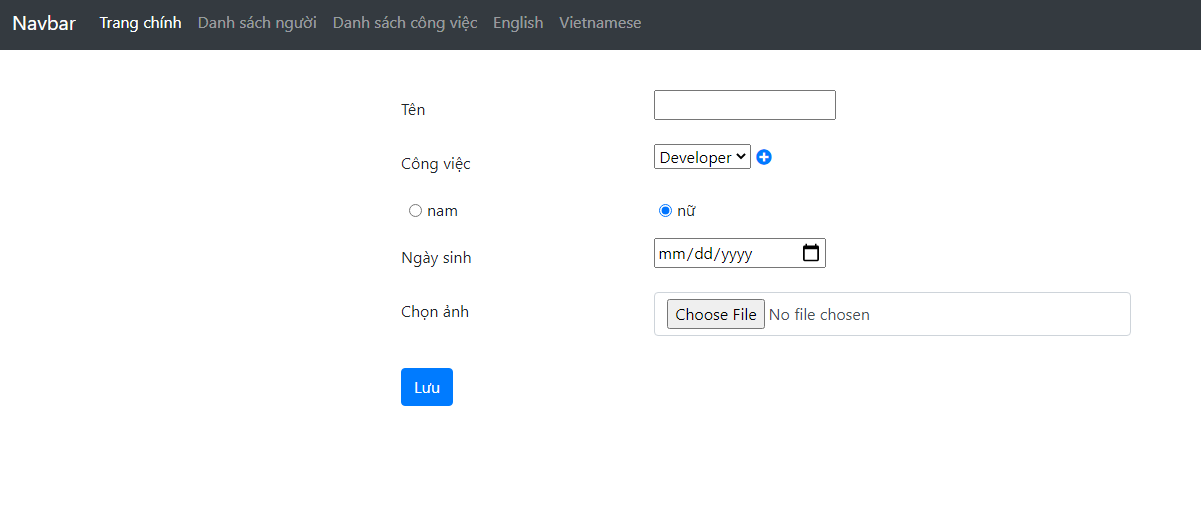 Navbar Trang chính Danh sách người Danh sách công việc English Vietnamese
Tên
Công việc Developer
nam nữ
Ngày sinh mm/dd/yyyy
Chọn ảnh Choose File No file chosen
Lưu